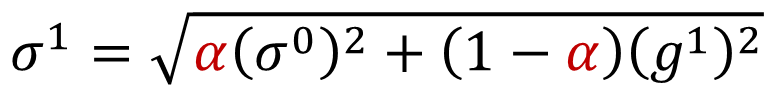 σ¹ = √α(σ⁰)² + (1 − α)(g¹)²